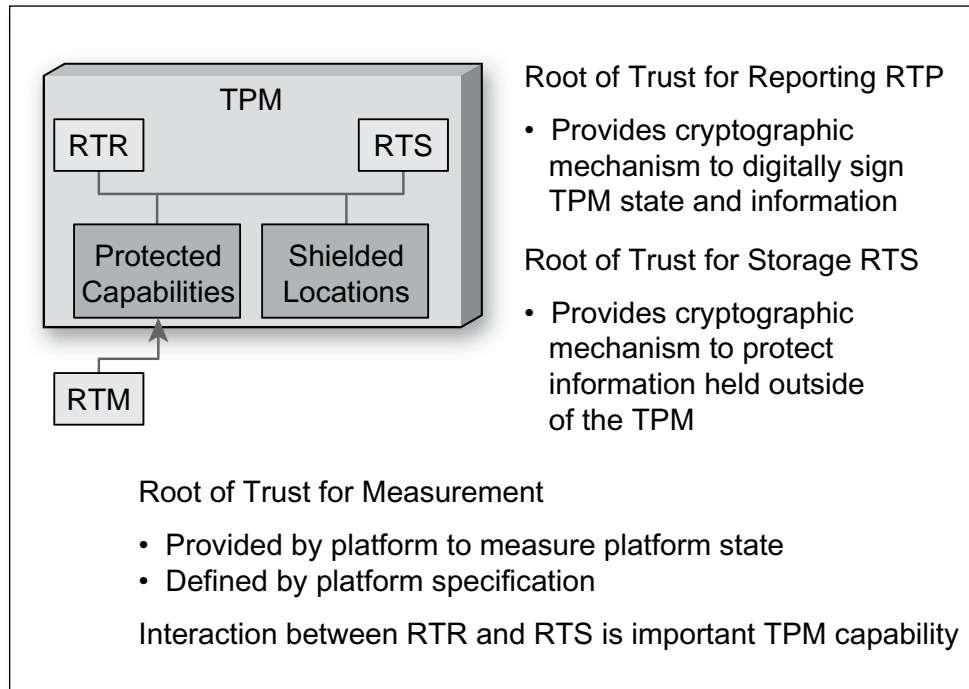 TPM
RTR
RTS
Protected
Capabilities
Shielded
Locations
RTM
Root of Trust for Reporting RTP
• Provides cryptographic
mechanism to digitally sign
TPM state and information
Root of Trust for Storage RTS
• Provides cryptographic
mechanism to protect
information held outside
of the TPM
Root of Trust for Measurement
• Provided by platform to measure platform state
• Defined by platform specification
Interaction between RTR and RTS is important TPM capability